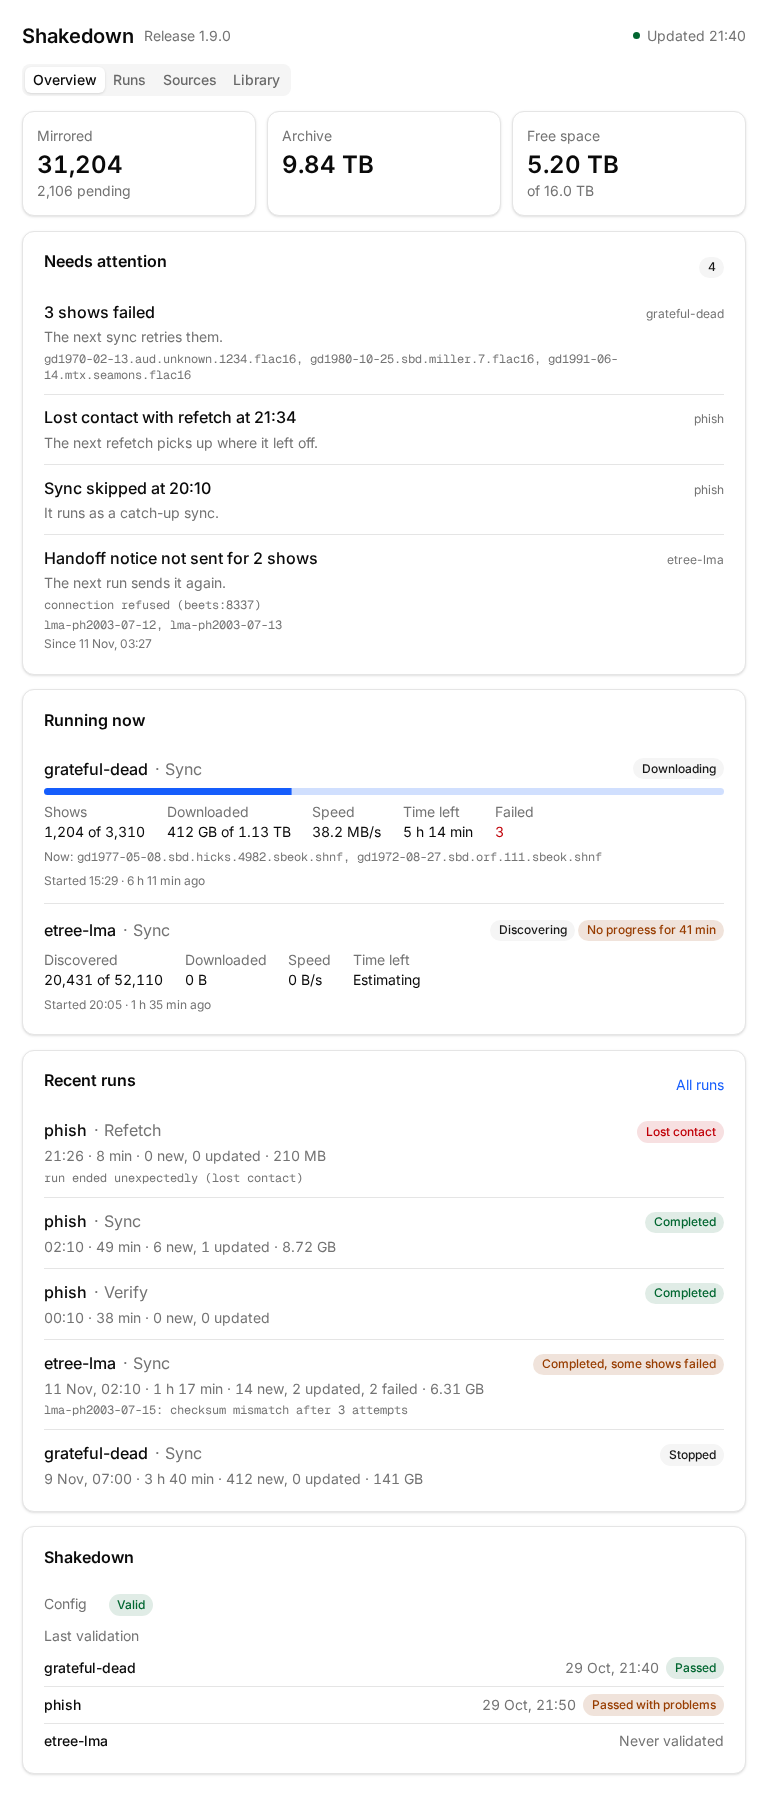 Shakedown Release 1.9.0 Updated 21:40
Overview Runs Sources Library
Mirrored
31,204
2,106 pending
Archive
9.84 TB
Free space
5.20 TB
of 16.0 TB
Needs attention 4
3 shows failed grateful-dead
The next sync retries them.
gd1970-02-13.aud.unknown.1234.flac16, gd1980-10-25.sbd.miller.7.flac16, gd1991-06-
14.mtx.seamons.flac16
Lost contact with refetch at 21:34 phish
The next refetch picks up where it left off.
Sync skipped at 20:10 phish
It runs as a catch-up sync.
Handoff notice not sent for 2 shows etree-lma
The next run sends it again.
connection refused (beets:8337)
lma-ph2003-07-12, lma-ph2003-07-13
Since 11 Nov, 03:27
Running now
grateful-dead · Sync Downloading
Shows Downloaded Speed Time left Failed
1,204 of 3,310 412 GB of 1.13 TB 38.2 MB/s 5 h 14 min 3
Now: gd1977-05-08.sbd.hicks.4982.sbeok.shnf, gd1972-08-27.sbd.orf.111.sbeok.shnf
Started 15:29 · 6 h 11 min ago
etree-lma · Sync Discovering No progress for 41 min
Discovered Downloaded Speed Time left
20,431 of 52,110 0 B 0 B/s Estimating
Started 20:05 · 1 h 35 min ago
Recent runs All runs
phish · Refetch Lost contact
21:26 · 8 min · 0 new, 0 updated · 210 MB
run ended unexpectedly (lost contact)
phish · Sync Completed
02:10 · 49 min · 6 new, 1 updated · 8.72 GB
phish · Verify Completed
00:10 · 38 min · 0 new, 0 updated
etree-lma · Sync Completed, some shows failed
11 Nov, 02:10 · 1 h 17 min · 14 new, 2 updated, 2 failed · 6.31 GB
lma-ph2003-07-15: checksum mismatch after 3 attempts
grateful-dead · Sync Stopped
9 Nov, 07:00 · 3 h 40 min · 412 new, 0 updated · 141 GB
Shakedown
Config Valid
Last validation
grateful-dead 29 Oct, 21:40 Passed
phish 29 Oct, 21:50 Passed with problems
etree-lma Never validated